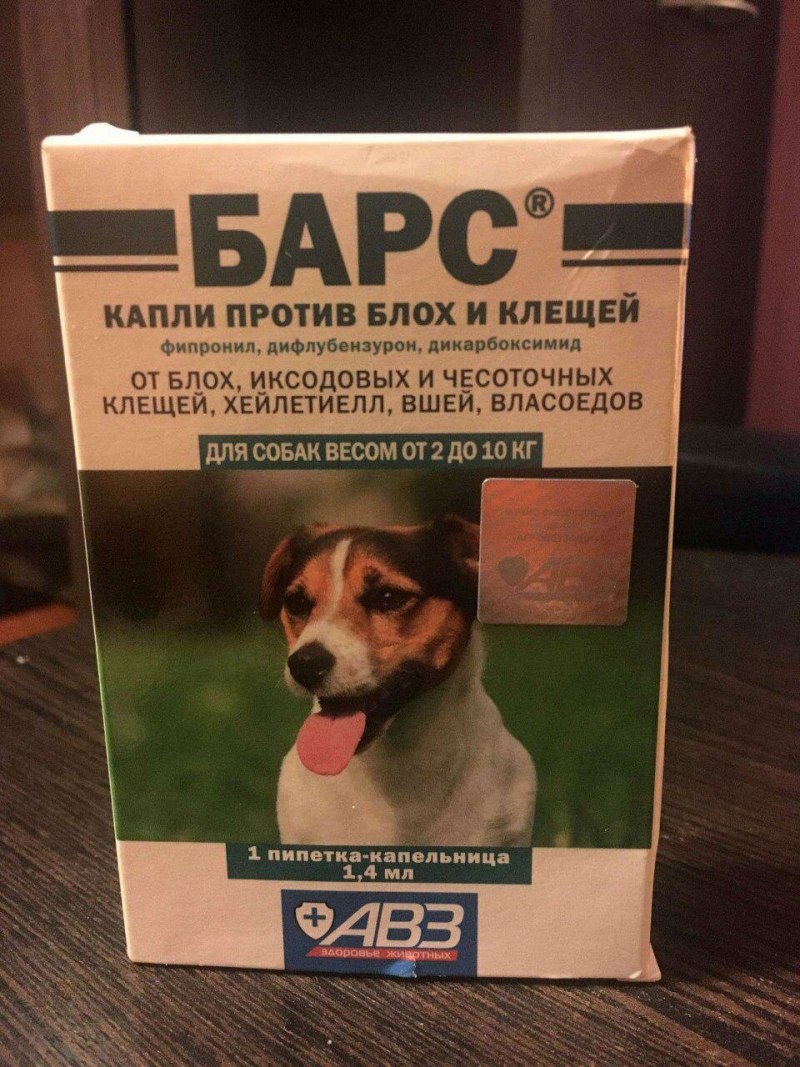 БАРС®
КАПЛИ ПРОТИВ БЛОХ И КЛЕЩЕЙ
фипронил, дифлубензурон, дикарбоксимид
ОТ БЛОХ, ИКСОДОВЫХ И ЧЕСОТОЧНЫХ
КЛЕЩЕЙ, ХЕЙЛЕТИЕЛЛ, ВШЕЙ, ВЛАСОЕДОВ
ДЛЯ СОБАК ВЕСОМ ОТ 2 ДО 10 КГ
АВЗ
1 пипетка-капельница
1,4 мл
АВЗ
здоровье животных